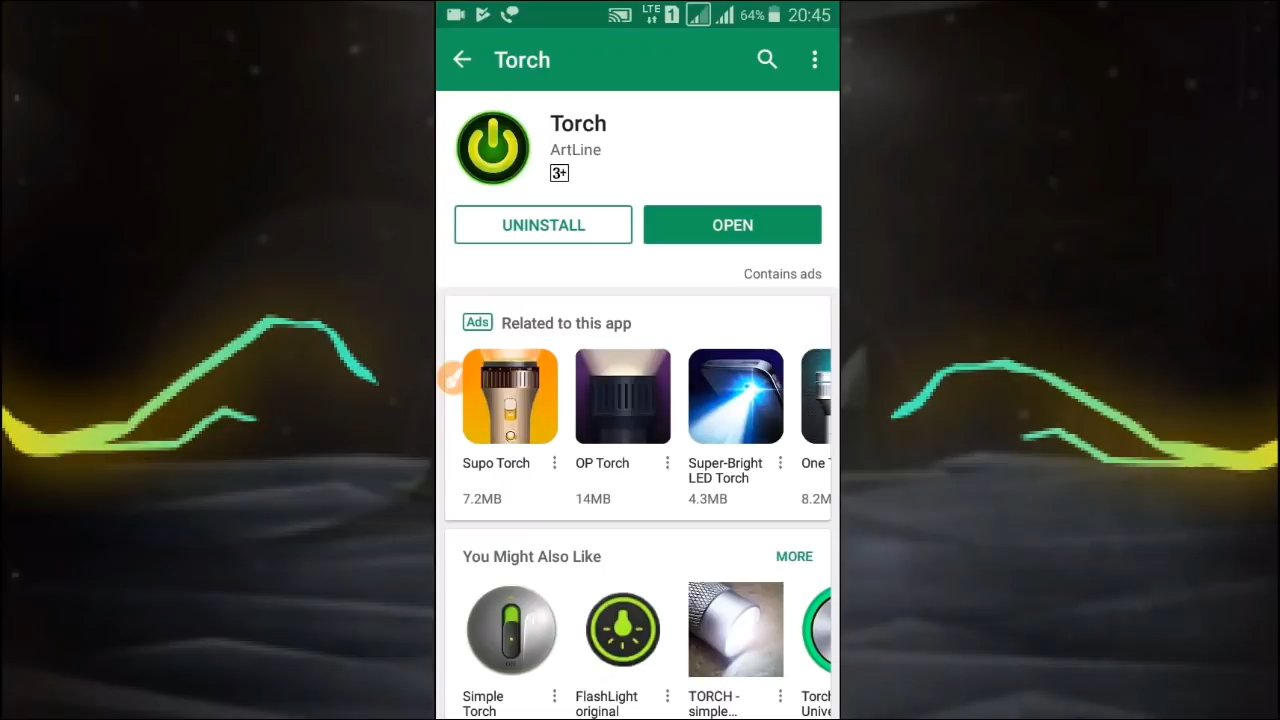 LTE 1 64% 20:45
Torch
Torch
ArtLine
3+
UNINSTALL OPEN
Contains ads
Ads Related to this app
Supo Torch OP Torch Super-Bright One
LED Torch
7.2MB 14MB 4.3MB 8.2M
You Might Also Like MORE
Simple FlashLight TORCH - Torch
Torch original simple... Unive